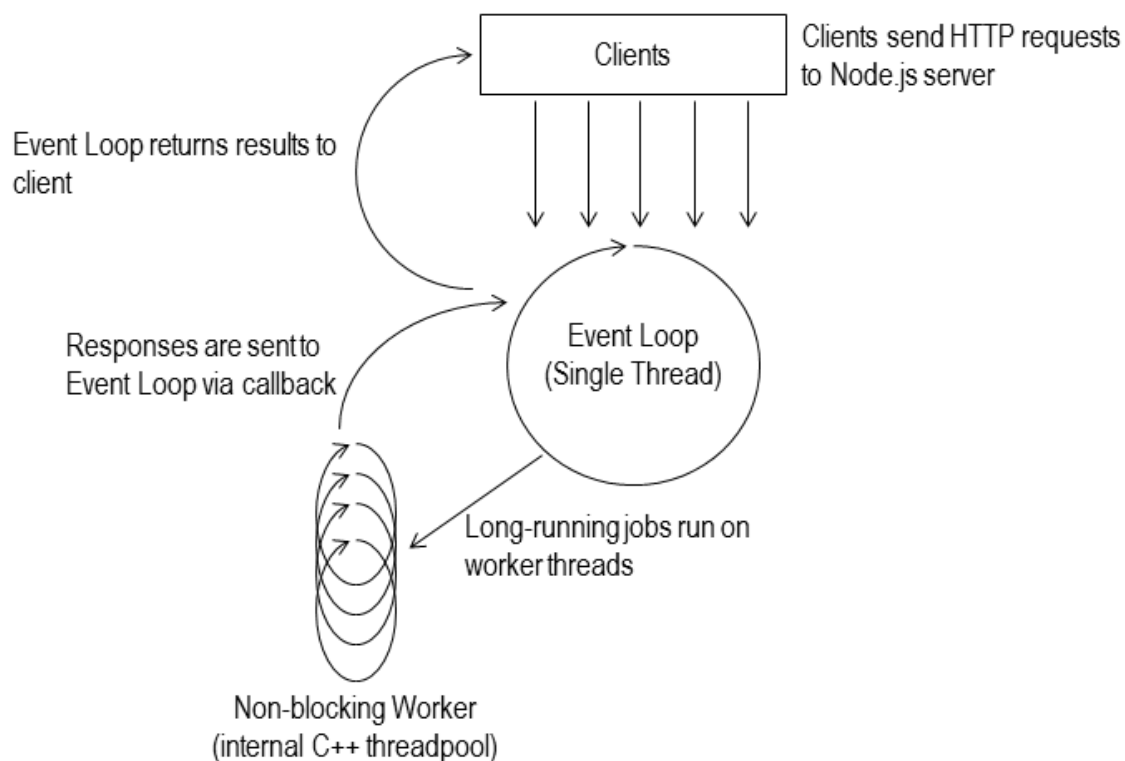 Clients
Clients send HTTP requests
to Node.js server
Event Loop returns results to
client
Event Loop
(Single Thread)
Responses are sent to
Event Loop via callback
Long-running jobs run on
worker threads
Non-blocking Worker
(internal C++ threadpool)